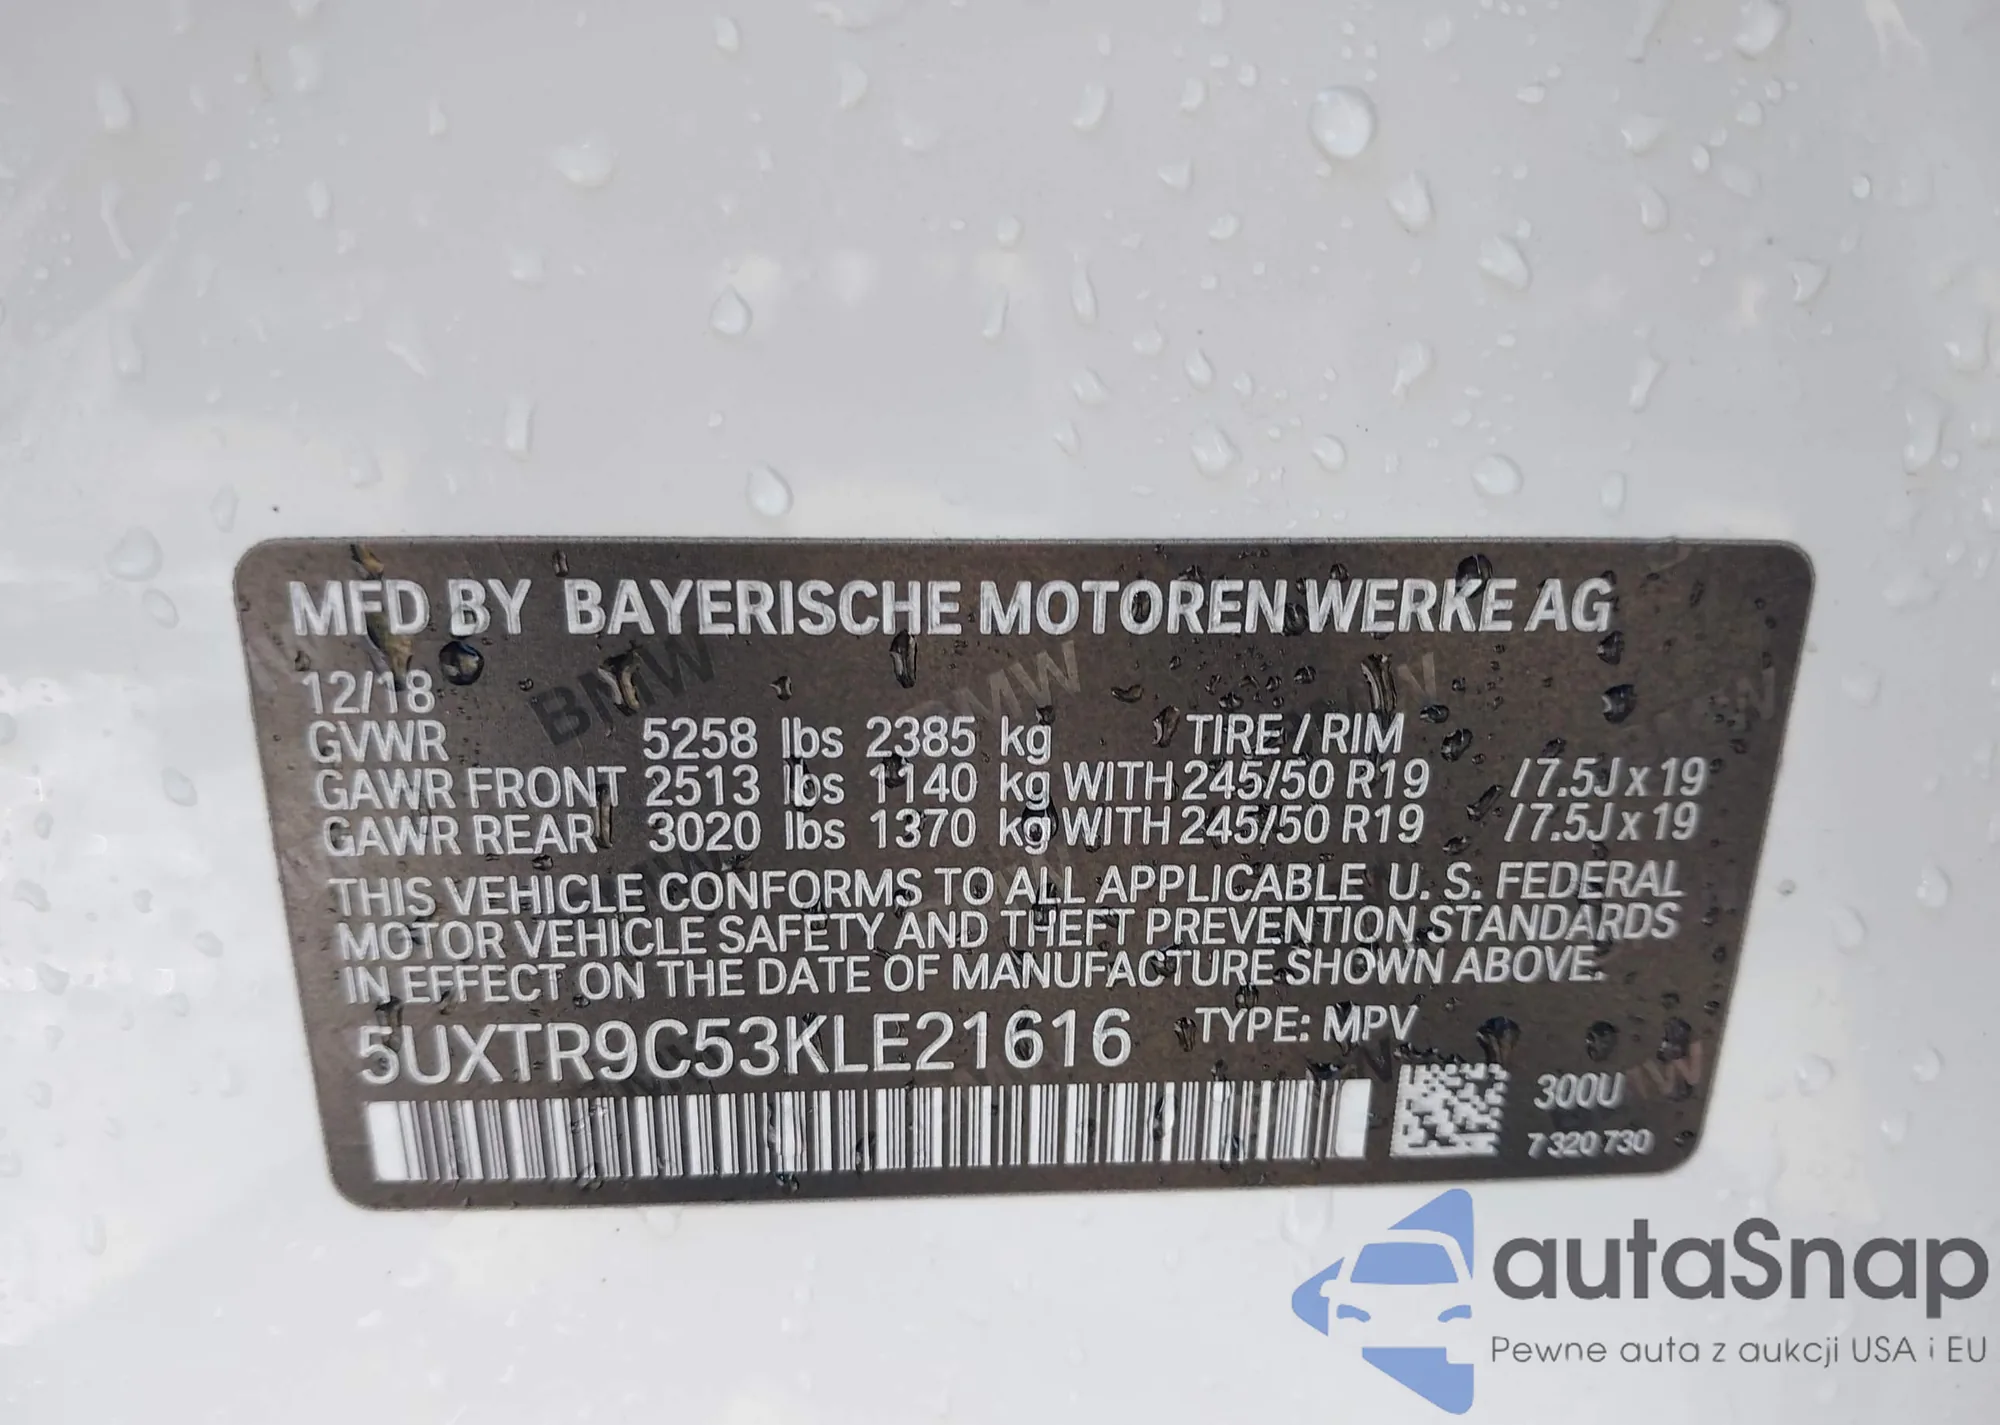 MFD BY BAYERISCHE MOTOREN WERKE AG
12/18
GVWR 5258 lbs 2385 kg TIRE / RIM
GAWR FRONT 2513 lbs 1140 kg WITH 245/50 R19 /7.5J x 19
GAWR REAR 3020 lbs 1370 kg WITH 245/50 R19 /7.5J x 19
THIS VEHICLE CONFORMS TO ALL APPLICABLE U. S. FEDERAL
MOTOR VEHICLE SAFETY AND THEFT PREVENTION STANDARDS
IN EFFECT ON THE DATE OF MANUFACTURE SHOWN ABOVE.
5UXTR9C53KLE21616 TYPE: MPV
300U
7 320 730
BMW
BMW
autaSnap
Pewne auta z aukcji USA i EU